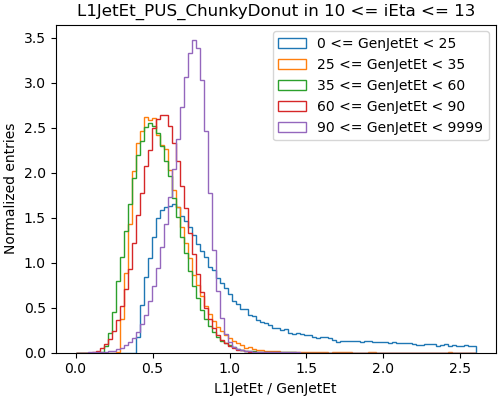 L1JetEt_PUS_ChunkyDonut in 10 <= iEta <= 13
3.5
3.0
2.5
2.0
1.5
1.0
0.5
0.0
Normalized entries
0 <= GenJetEt < 25
25 <= GenJetEt < 35
35 <= GenJetEt < 60
60 <= GenJetEt < 90
90 <= GenJetEt < 9999
0.0 0.5 1.0 1.5 2.0 2.5
L1JetEt / GenJetEt